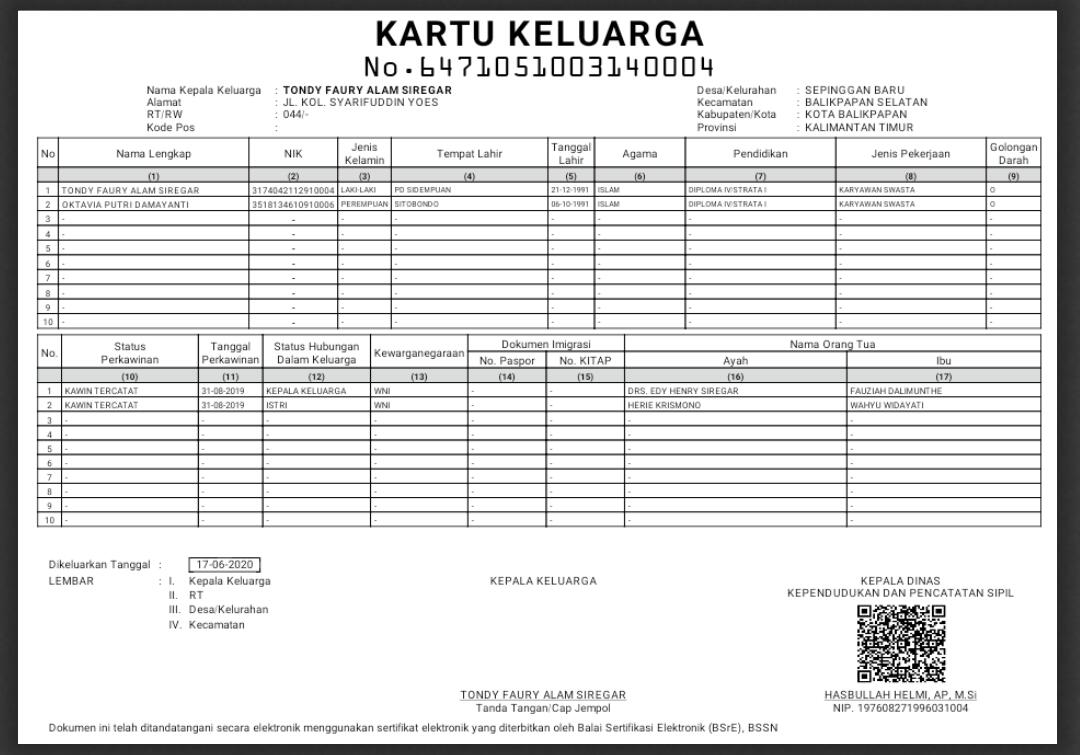 KARTU KELUARGA
No.6471051003140004
Nama Kepala Keluarga : TONDY FAURY ALAM SIREGAR
Alamat : JL. KOL. SYARIFUDDIN YOES
RT/RW : 044/-
Kode Pos :
Desa/Kelurahan : SEPINGGAN BARU
Kecamatan : BALIKPAPAN SELATAN
Kabupaten/Kota : KOTA BALIKPAPAN
Provinsi : KALIMANTAN TIMUR
No Nama Lengkap NIK Jenis Kelamin Tempat Lahir Tanggal Lahir Agama Pendidikan Jenis Pekerjaan Golongan Darah
(1) (2) (3) (4) (5) (6) (7) (8) (9)
1 TONDY FAURY ALAM SIREGAR 3174042112910004 LAKI-LAKI PD SIDEMPUAN 21-12-1991 ISLAM DIPLOMA IV/STRATA I KARYAWAN SWASTA O
2 OKTAVIA PUTRI DAMAYANTI 3518134610910006 PEREMPUAN SITOBONDO 06-10-1991 ISLAM DIPLOMA IV/STRATA I KARYAWAN SWASTA O
3 - - - - - - - - -
4 - - - - - - - - -
5 - - - - - - - - -
6 - - - - - - - - -
7 - - - - - - - - -
8 - - - - - - - - -
9 - - - - - - - - -
10 - - - - - - - - -
No. Status Perkawinan Tanggal Perkawinan Status Hubungan Dalam Keluarga Kewarganegaraan Dokumen Imigrasi Nama Orang Tua
No. Paspor No. KITAP Ayah Ibu
(10) (11) (12) (13) (14) (15) (16) (17)
1 KAWIN TERCATAT 31-08-2019 KEPALA KELUARGA WNI - - DRS. EDY HENRY SIREGAR FAUZIAH DALIMUNTHE
2 KAWIN TERCATAT 31-08-2019 ISTRI WNI - - HERIE KRISMONO WAHYU WIDAYATI
3 - - - - - - - -
4 - - - - - - - -
5 - - - - - - - -
6 - - - - - - - -
7 - - - - - - - -
8 - - - - - - - -
9 - - - - - - - -
10 - - - - - - - -
Dikeluarkan Tanggal : 17-06-2020
LEMBAR : I. Kepala Keluarga
II. RT
III. Desa/Kelurahan
IV. Kecamatan
KEPALA KELUARGA
TONDY FAURY ALAM SIREGAR
Tanda Tangan/Cap Jempol
KEPALA DINAS
KEPENDUDUKAN DAN PENCATATAN SIPIL
HASBULLAH HELMI, AP, M.Si
NIP. 197608271996031004
Dokumen ini telah ditandatangani secara elektronik menggunakan sertifikat elektronik yang diterbitkan oleh Balai Sertifikasi Elektronik (BSrE), BSSN